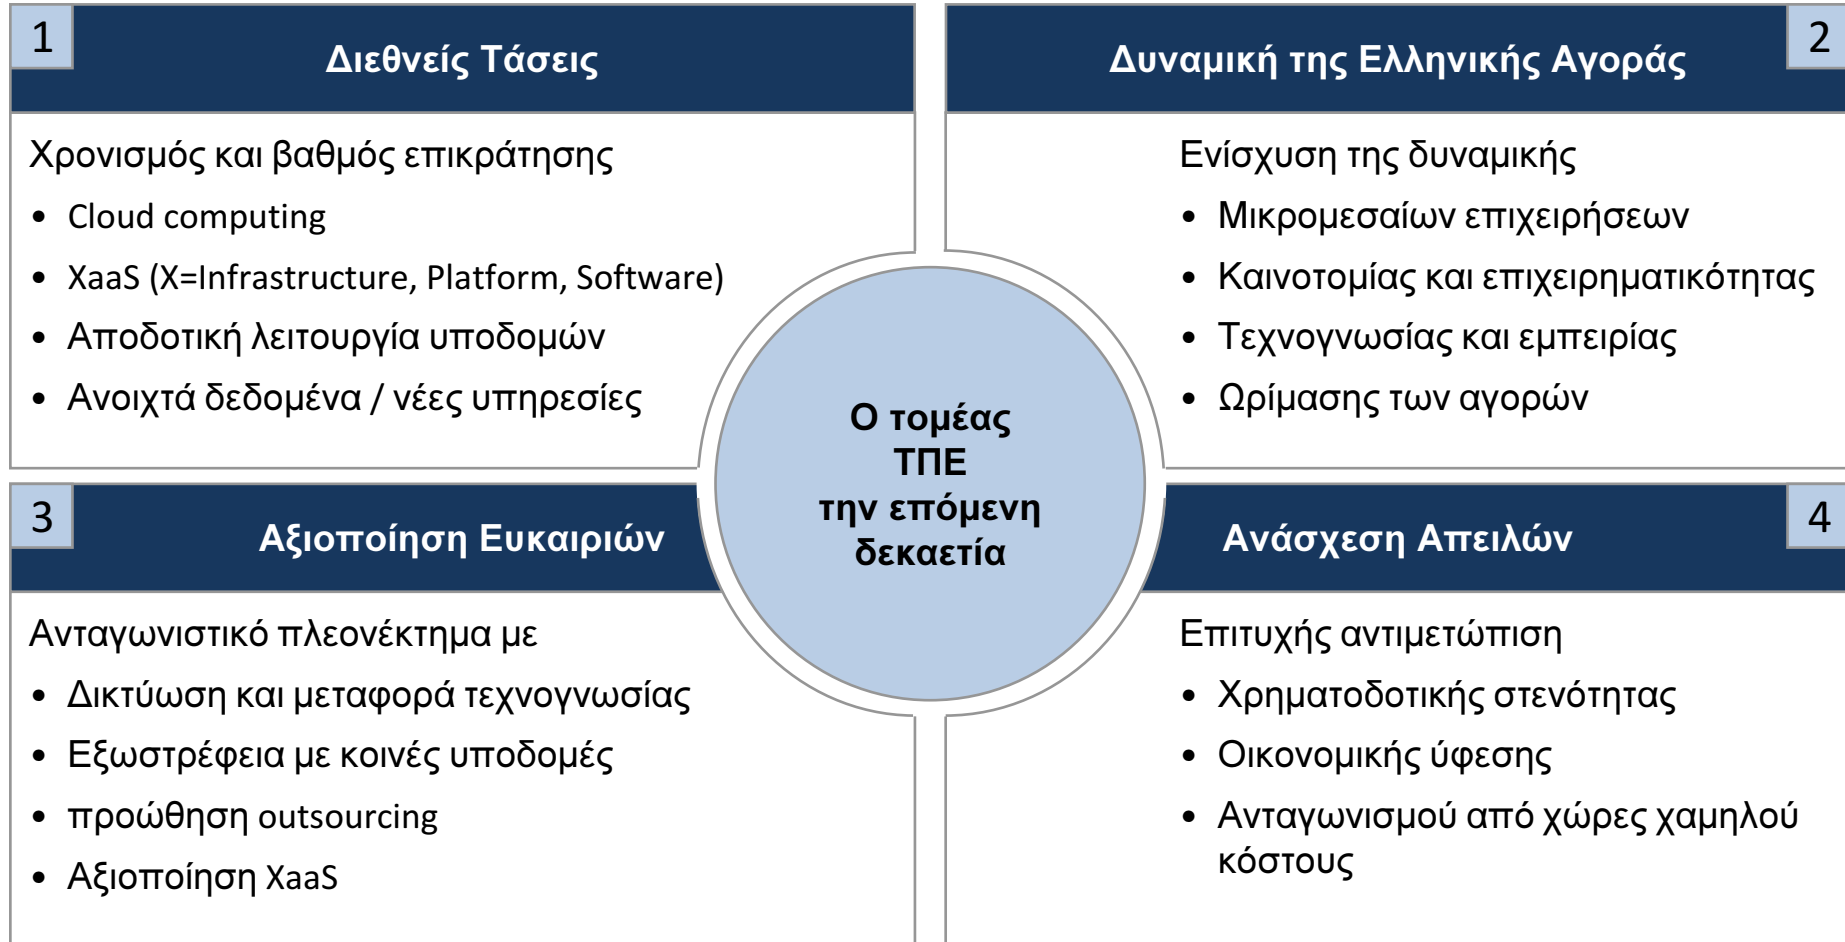 1
Διεθνείς Τάσεις
Χρονισμός και βαθμός επικράτησης
• Cloud computing
• XaaS (X=Infrastructure, Platform, Software)
• Αποδοτική λειτουργία υποδομών
• Ανοιχτά δεδομένα / νέες υπηρεσίες
2
Δυναμική της Ελληνικής Αγοράς
Ενίσχυση της δυναμικής
• Μικρομεσαίων επιχειρήσεων
• Καινοτομίας και επιχειρηματικότητας
• Τεχνογνωσίας και εμπειρίας
• Ωρίμασης των αγορών
Ο τομέας
ΤΠΕ
την επόμενη
δεκαετία
3
Αξιοποίηση Ευκαιριών
Ανταγωνιστικό πλεονέκτημα με
• Δικτύωση και μεταφορά τεχνογνωσίας
• Εξωστρέφεια με κοινές υποδομές
• προώθηση outsourcing
• Αξιοποίηση XaaS
4
Ανάσχεση Απειλών
Επιτυχής αντιμετώπιση
• Χρηματοδοτικής στενότητας
• Οικονομικής ύφεσης
• Ανταγωνισμού από χώρες χαμηλού
κόστους